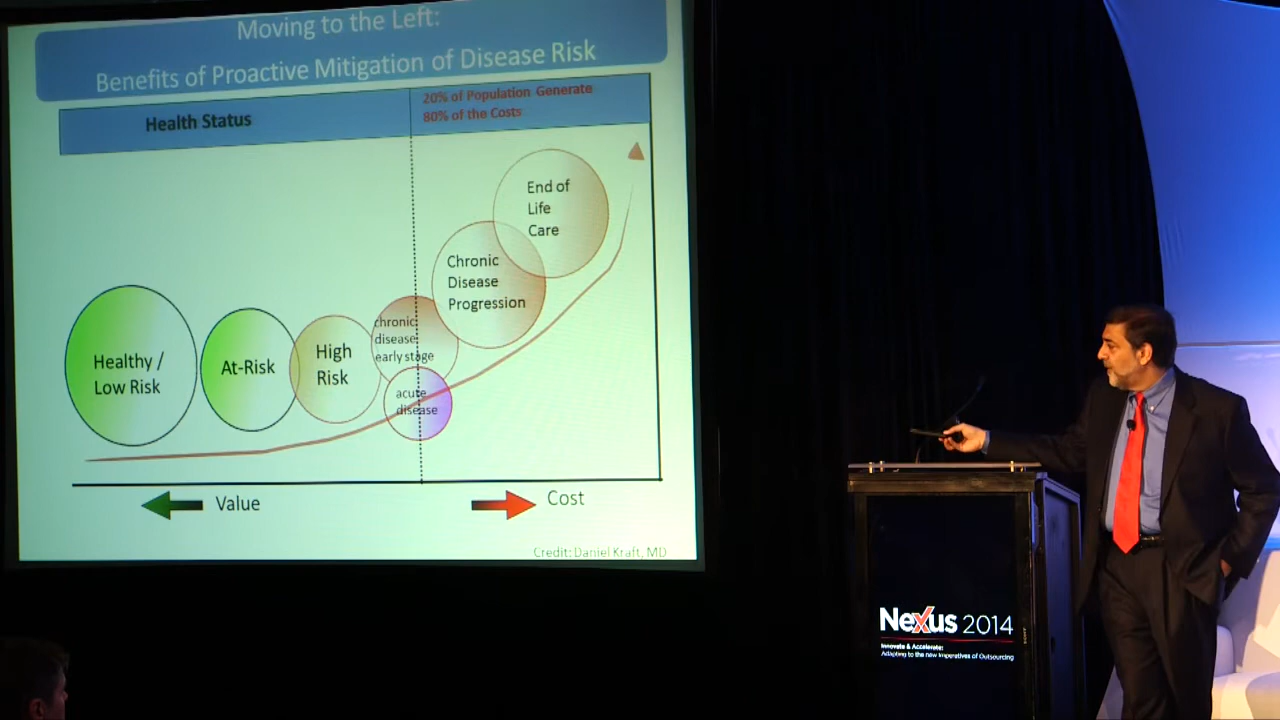 Moving to the Left:
Benefits of Proactive Mitigation of Disease Risk
Health Status
20% of Population Generate
80% of the Costs
End of
Life
Care
Chronic
Disease
Progression
chronic
disease
early stage
High
Risk
At-Risk
Healthy /
Low Risk
acute
disease
Value
Cost
Credit: Daniel Kraft, MD
Nexus 2014
Innovate & Accelerate:
Adapting to the new Imperatives of Outsourcing